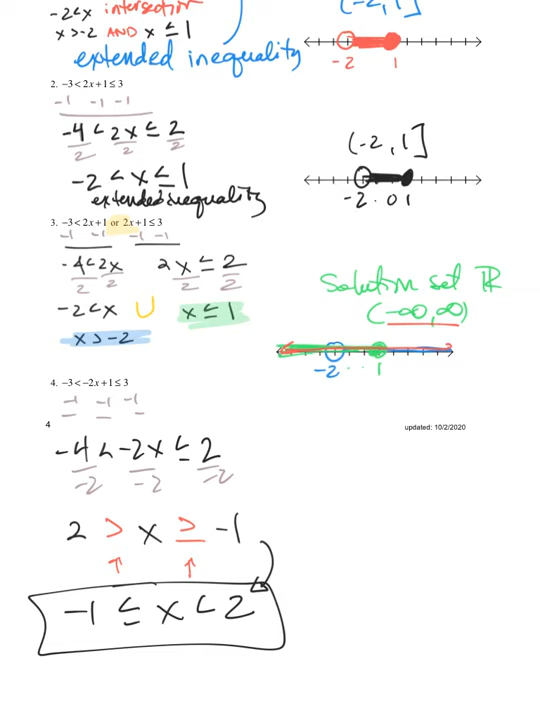 -2<x intersection
x>-2 AND x ≤ 1
extended inequality
(-2, 1]
-2 1
2. −3 < 2x + 1 ≤ 3
-1 -1 -1
-4 < 2x ≤ 2
2 2 2
-2 < x ≤ 1
extended inequality
(-2, 1]
-2 · 0 1
3. −3 < 2x + 1 or 2x + 1 ≤ 3
-1 -1 -1 -1
-4<2x 2x ≤ 2
2 2 2 2
-2<x ∪ x ≤ 1
x > -2
Solution set ℝ
(-∞, ∞)
-2 · · · 1
4. −3 < −2x + 1 ≤ 3
-1 -1 -1
4
updated: 10/2/2020
-4 < -2x ≤ 2
-2 -2 -2
2 > x ≥ -1
↑ ↑
-1 ≤ x < 2